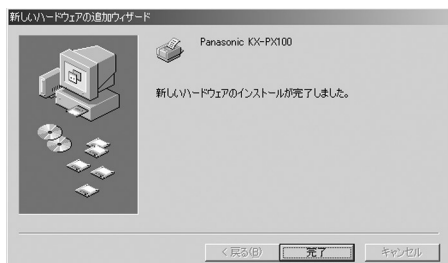 新しいハードウェアの追加ウィザード
Panasonic KX-PX100
新しいハードウェアのインストールが完了しました。
< 戻る(B)
完了
キャンセル